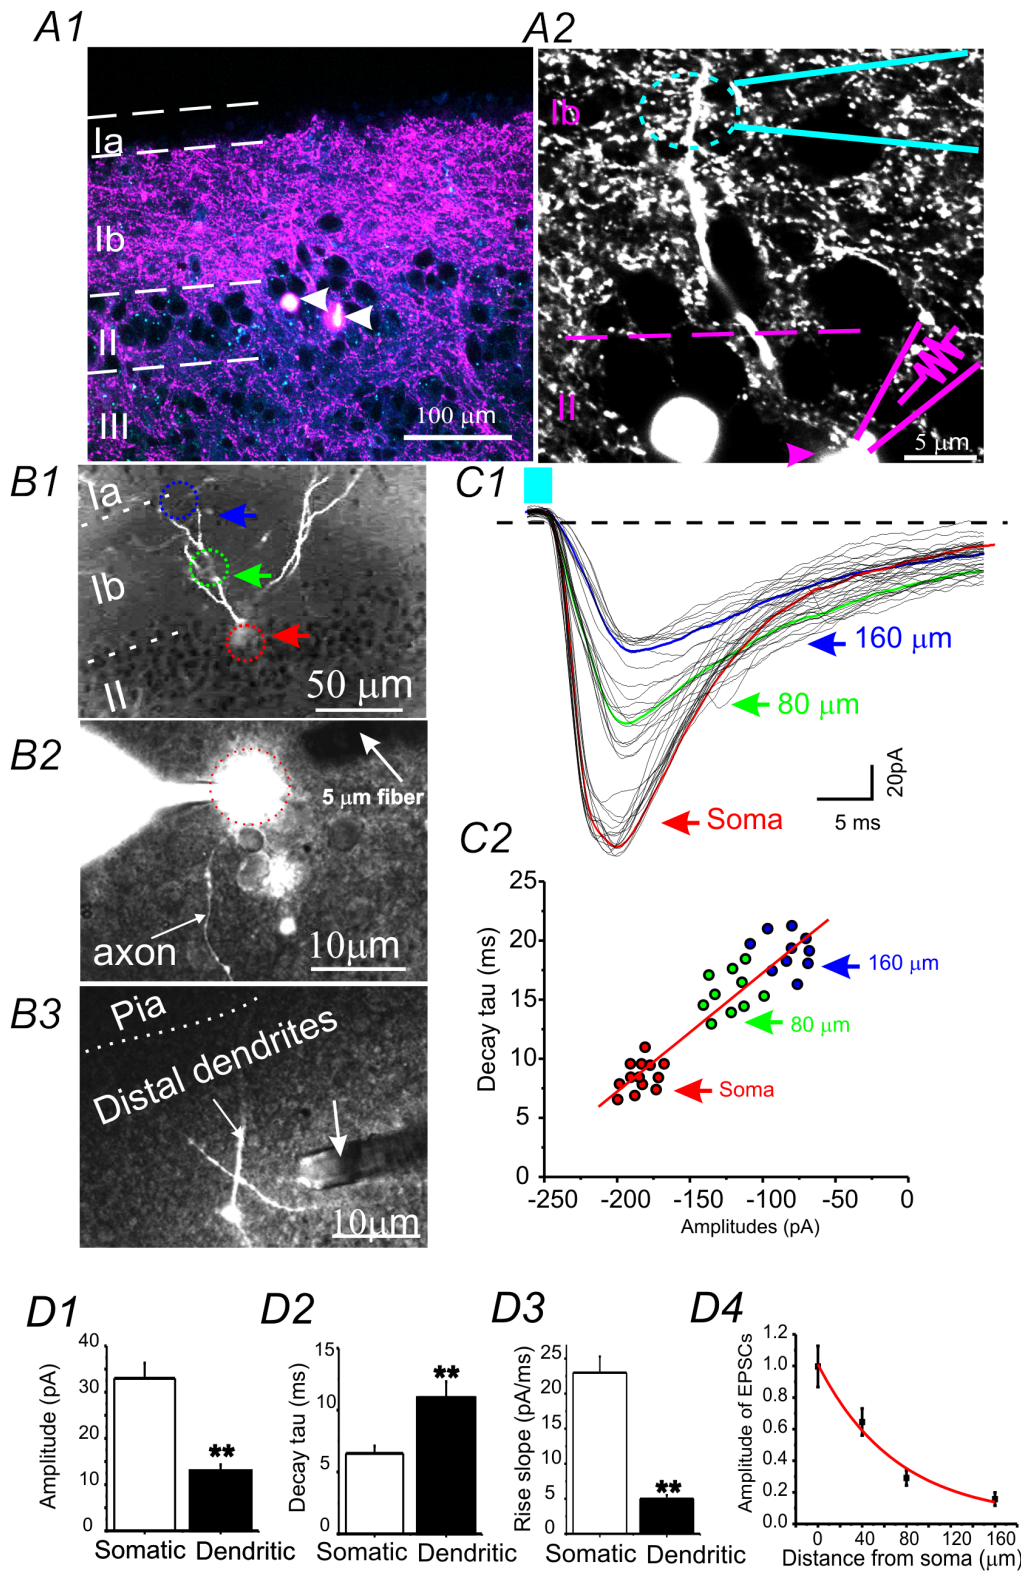 A1
Ia
Ib
II
III
100 µm
A2
Ib
II
5 µm
B1
Ia
Ib
II
50 µm
B2
5 µm fiber
axon
10µm
B3
Pia
Distal dendrites
10µm
C1
160 µm
80 µm
Soma
20pA
5 ms
C2
Decay tau (ms)
25
20
15
10
5
0
160 µm
80 µm
Soma
-250
-200
-150
-100
-50
0
Amplitudes (pA)
D1
Amplitude (pA)
40
30
20
10
0
**
Somatic
Dendritic
D2
Decay tau (ms)
15
10
5
0
**
Somatic
Dendritic
D3
Rise slope (pA/ms)
25
20
15
10
5
0
**
Somatic
Dendritic
D4
Amplitude of EPSCs
1.2
1.0
0.8
0.6
0.4
0.2
0.0
0
40
80
120
160
Distance from soma (µm)